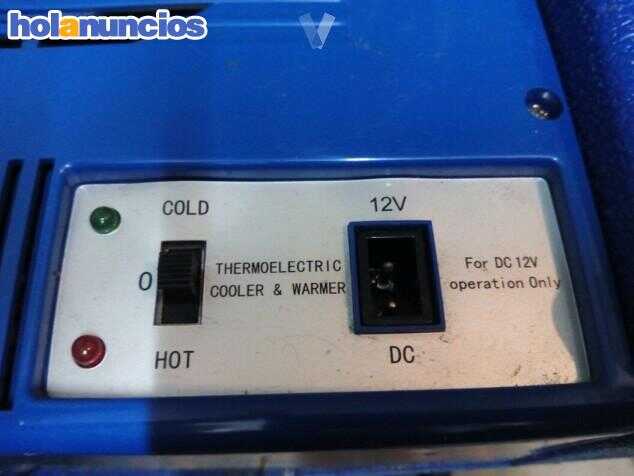 holanuncios
COLD
12V
0
THERMOELECTRIC
COOLER & WARMER
For DC 12V
operation Only
HOT
DC